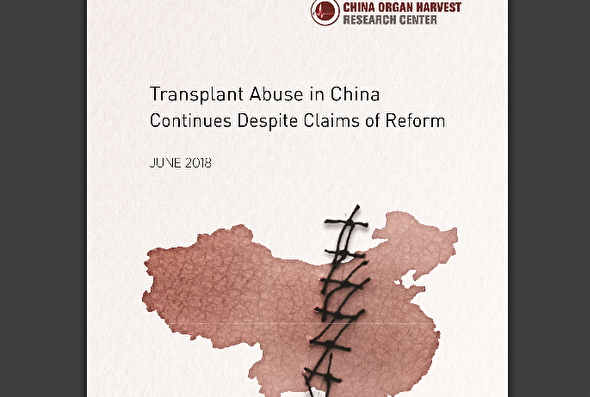 CHINA ORGAN HARVEST
RESEARCH CENTER
Transplant Abuse in China
Continues Despite Claims of Reform
JUNE 2018